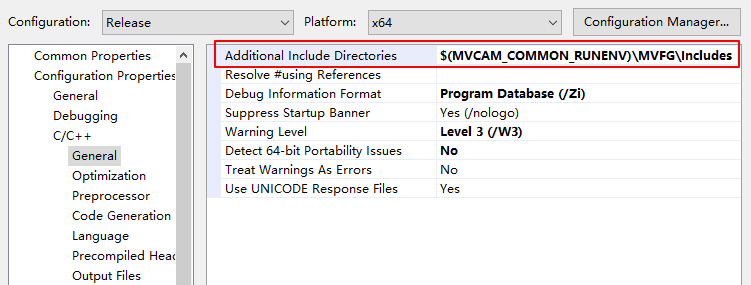 Configuration: Release Platform: x64 Configuration Manager...
Common Properties
Configuration Properties
General
Debugging
C/C++
General
Optimization
Preprocessor
Code Generation
Language
Precompiled Head
Output Files
Additional Include Directories $(MVCAM_COMMON_RUNENV)\MVFG\Includes
Resolve #using References
Debug Information Format Program Database (/Zi)
Suppress Startup Banner Yes (/nologo)
Warning Level Level 3 (/W3)
Detect 64-bit Portability Issues No
Treat Warnings As Errors No
Use UNICODE Response Files Yes